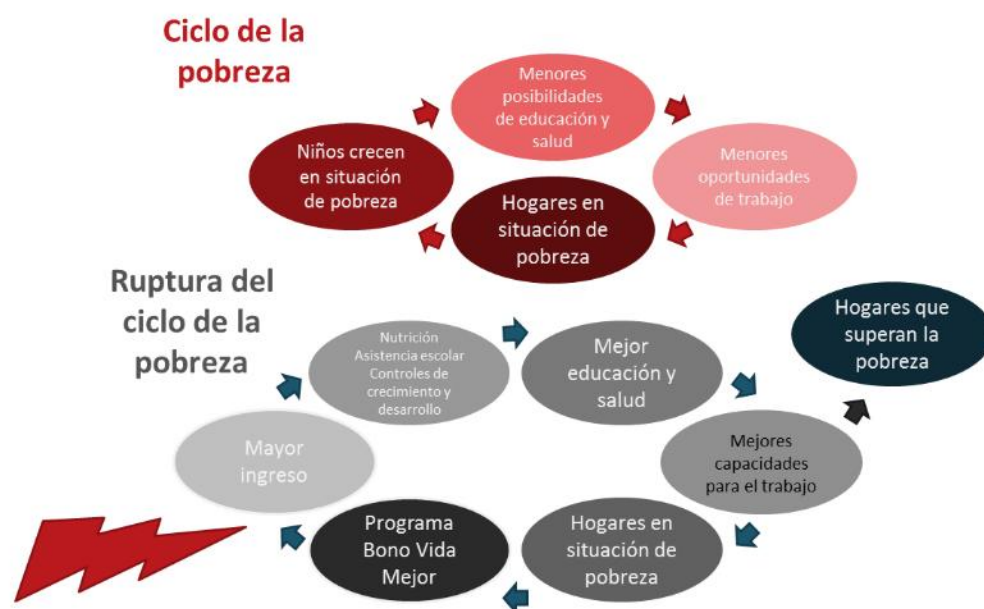 Ciclo de la
pobreza
Menores
posibilidades
de educación y
salud
Niños crecen
en situación
de pobreza
Menores
oportunidades
de trabajo
Hogares en
situación de
pobreza
Ruptura del
ciclo de la
pobreza
Hogares que
superan la
pobreza
Nutrición
Asistencia escolar
Controles de
crecimiento y
desarrollo
Mejor
educación y
salud
Mayor
ingreso
Mejores
capacidades
para el trabajo
Programa
Bono Vida
Mejor
Hogares en
situación de
pobreza